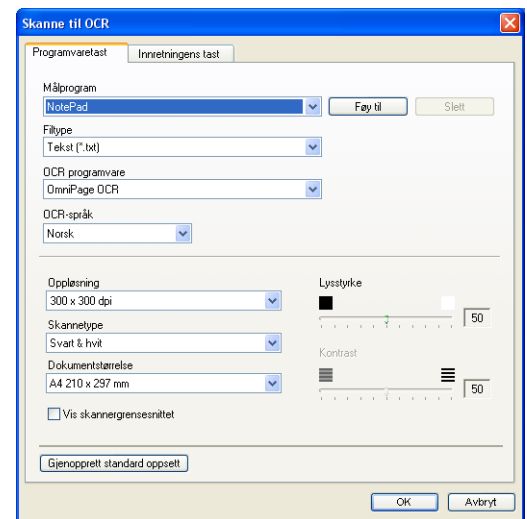 Skanne til OCR
Programvaretast
Innretningens tast
Målprogram
NotePad
Føy til
Slett
Filtype
Tekst (*.txt)
OCR programvare
OmniPage OCR
OCR-språk
Norsk
Oppløsning
300 x 300 dpi
Lysstyrke
50
Skannetype
Svart & hvit
Kontrast
50
Dokumentstørrelse
A4 210 x 297 mm
Vis skannergrensesnittet
Gjenopprett standard oppsett
OK
Avbryt